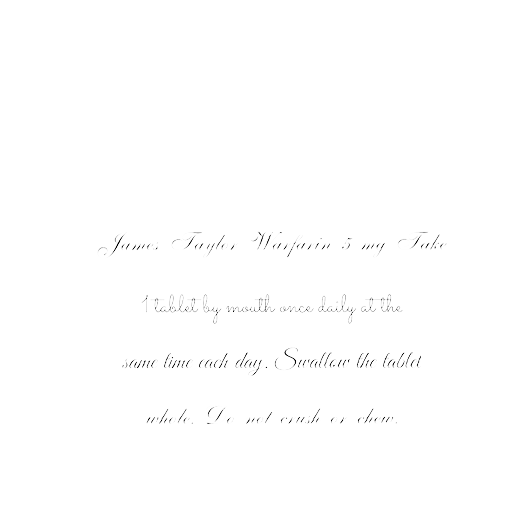 James Taylor Warfarin 5 mg Take
1 tablet by mouth once daily at the
same time each day. Swallow the tablet
whole. Do not crush or chew.